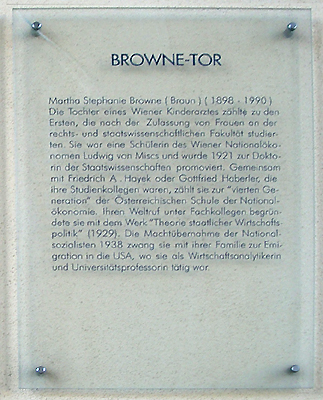 BROWNE-TOR
Martha Stephanie Browne ( Braun ) ( 1898 - 1990 )
Die Tochter eines Wiener Kinderarztes zählte zu den
Ersten, die nach der Zulassung von Frauen an der
rechts- und staatswissenschaftlichen Fakultät studier-
ten. Sie war eine Schülerin des Wiener Nationalöko-
nomen Ludwig von Miscs und wurde 1921 zur Dokto-
rin der Staatswissenschaften promoviert. Gemeinsam
mit Friedrich A . Hayek oder Gottfried Haberler, die
ihre Studienkollegen waren, zählt sie zur "vierten Ge-
neration" der Österreichischen Schule der National-
ökonomie. Ihren Weltruf unter Fachkollegen begrün-
dete sie mit dem Werk "Theorie staatlicher Wirtschafts-
politik" (1929). Die Machtübernahme der National-
sozialisten 1938 zwang sie mit ihrer Familie zur Emi-
gration in die USA, wo sie als Wirtschaftsanalytikerin
und Universitätsprofessorin tätig war.